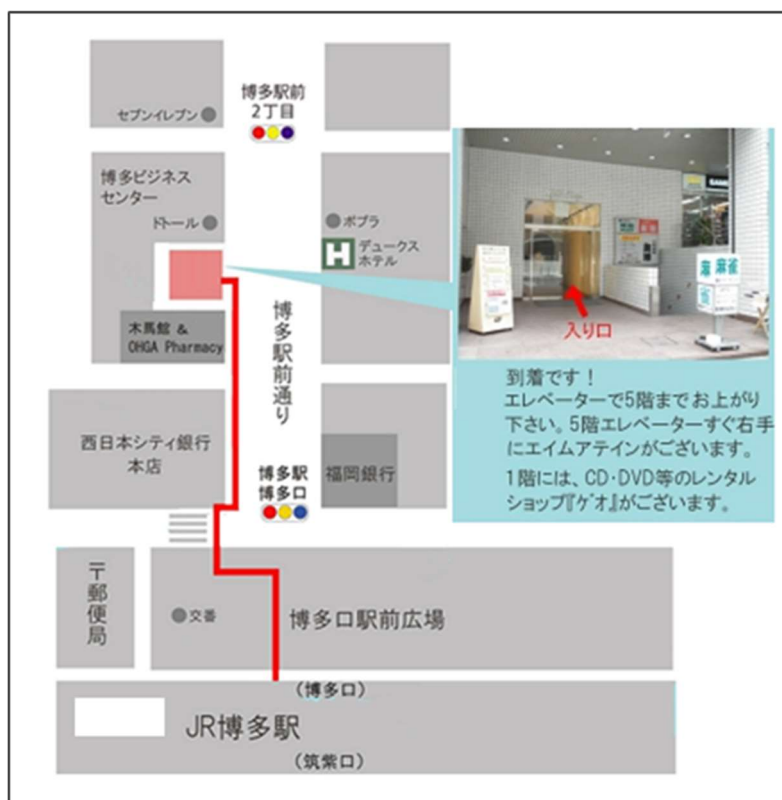 セブンイレブン
博多駅前
2丁目
博多ビジネス
センター
ドトール
ポプラ
H
デュークス
ホテル
木馬館 &
OHGA Pharmacy
博多駅前通り
麻雀
麻雀
入り口
到着です!
エレベーターで5階までお上がり
下さい。5階エレベーターすぐ右手
にエイムアテインがございます。
1階には、CD・DVD等のレンタル
ショップ『ゲオ』がございます。
西日本シティ銀行
本店
博多駅
博多口
福岡銀行
〒郵便局
交番
博多口駅前広場
(博多口)
JR博多駅
(筑紫口)